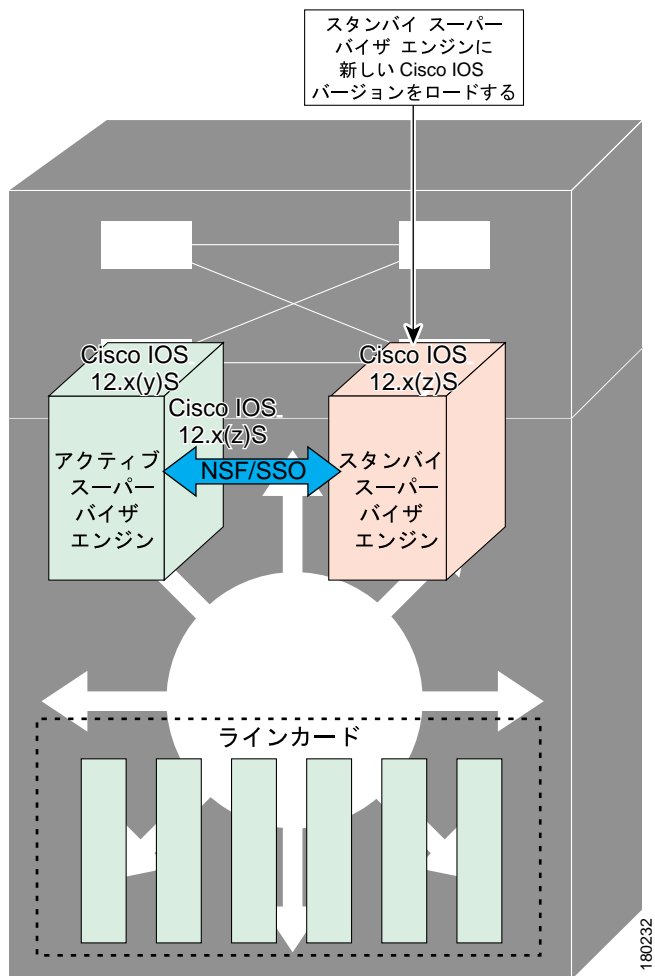 スタンバイ スーパー
バイザ エンジンに
新しい Cisco IOS
バージョンをロードする
Cisco IOS
12.x(y)S
Cisco IOS
12.x(z)S
Cisco IOS
12.x(z)S
アクティブ
スーパー
バイザ
エンジン
NSF/SSO
スタンバイ
スーパー
バイザ
エンジン
ラインカード
180232